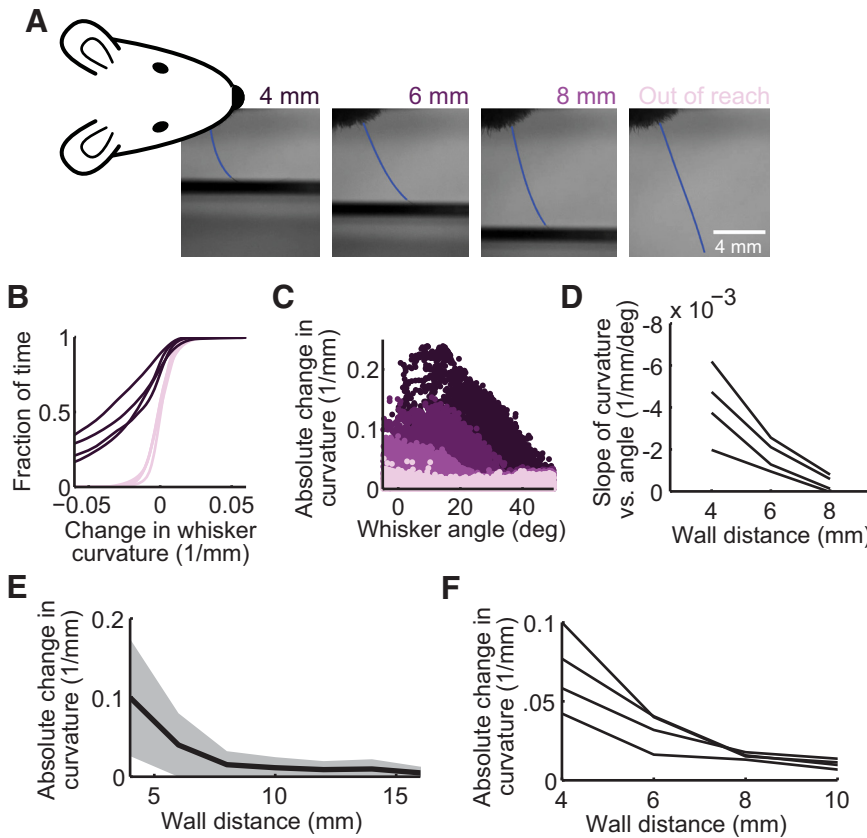 A
4 mm
6 mm
8 mm
Out of reach
4 mm
B
Fraction of time
1
0.5
0
−0.05
0
0.05
Change in whisker
curvature (1/mm)
C
Absolute change in
curvature (1/mm)
0.2
0.1
0
0
20
40
Whisker angle (deg)
D
x 10⁻³
Slope of curvature
vs. angle (1/mm/deg)
-8
-6
-4
-2
0
4
6
8
Wall distance (mm)
E
Absolute change in
curvature (1/mm)
0.2
0.1
0
5
10
15
Wall distance (mm)
F
Absolute change in
curvature (1/mm)
0.1
.05
0
4
6
8
10
Wall distance (mm)